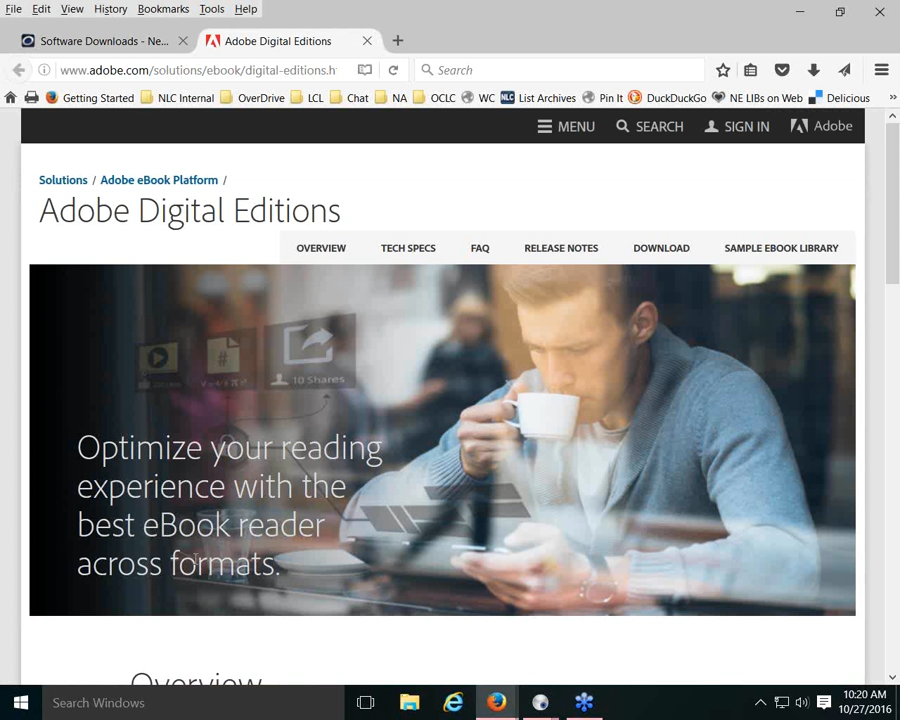 File Edit View History Bookmarks Tools Help
Software Downloads - Ne... Adobe Digital Editions
www.adobe.com/solutions/ebook/digital-editions.h Search
Getting Started NLC Internal OverDrive LCL Chat NA OCLC WC NLC List Archives Pin It DuckDuckGo NE LIBs on Web Delicious »
MENU SEARCH SIGN IN Adobe
Solutions / Adobe eBook Platform /
Adobe Digital Editions
OVERVIEW TECH SPECS FAQ RELEASE NOTES DOWNLOAD SAMPLE EBOOK LIBRARY
#
10 Shares
Optimize your reading
experience with the
best eBook reader
across formats.
Overview
Search Windows
10:20 AM
10/27/2016